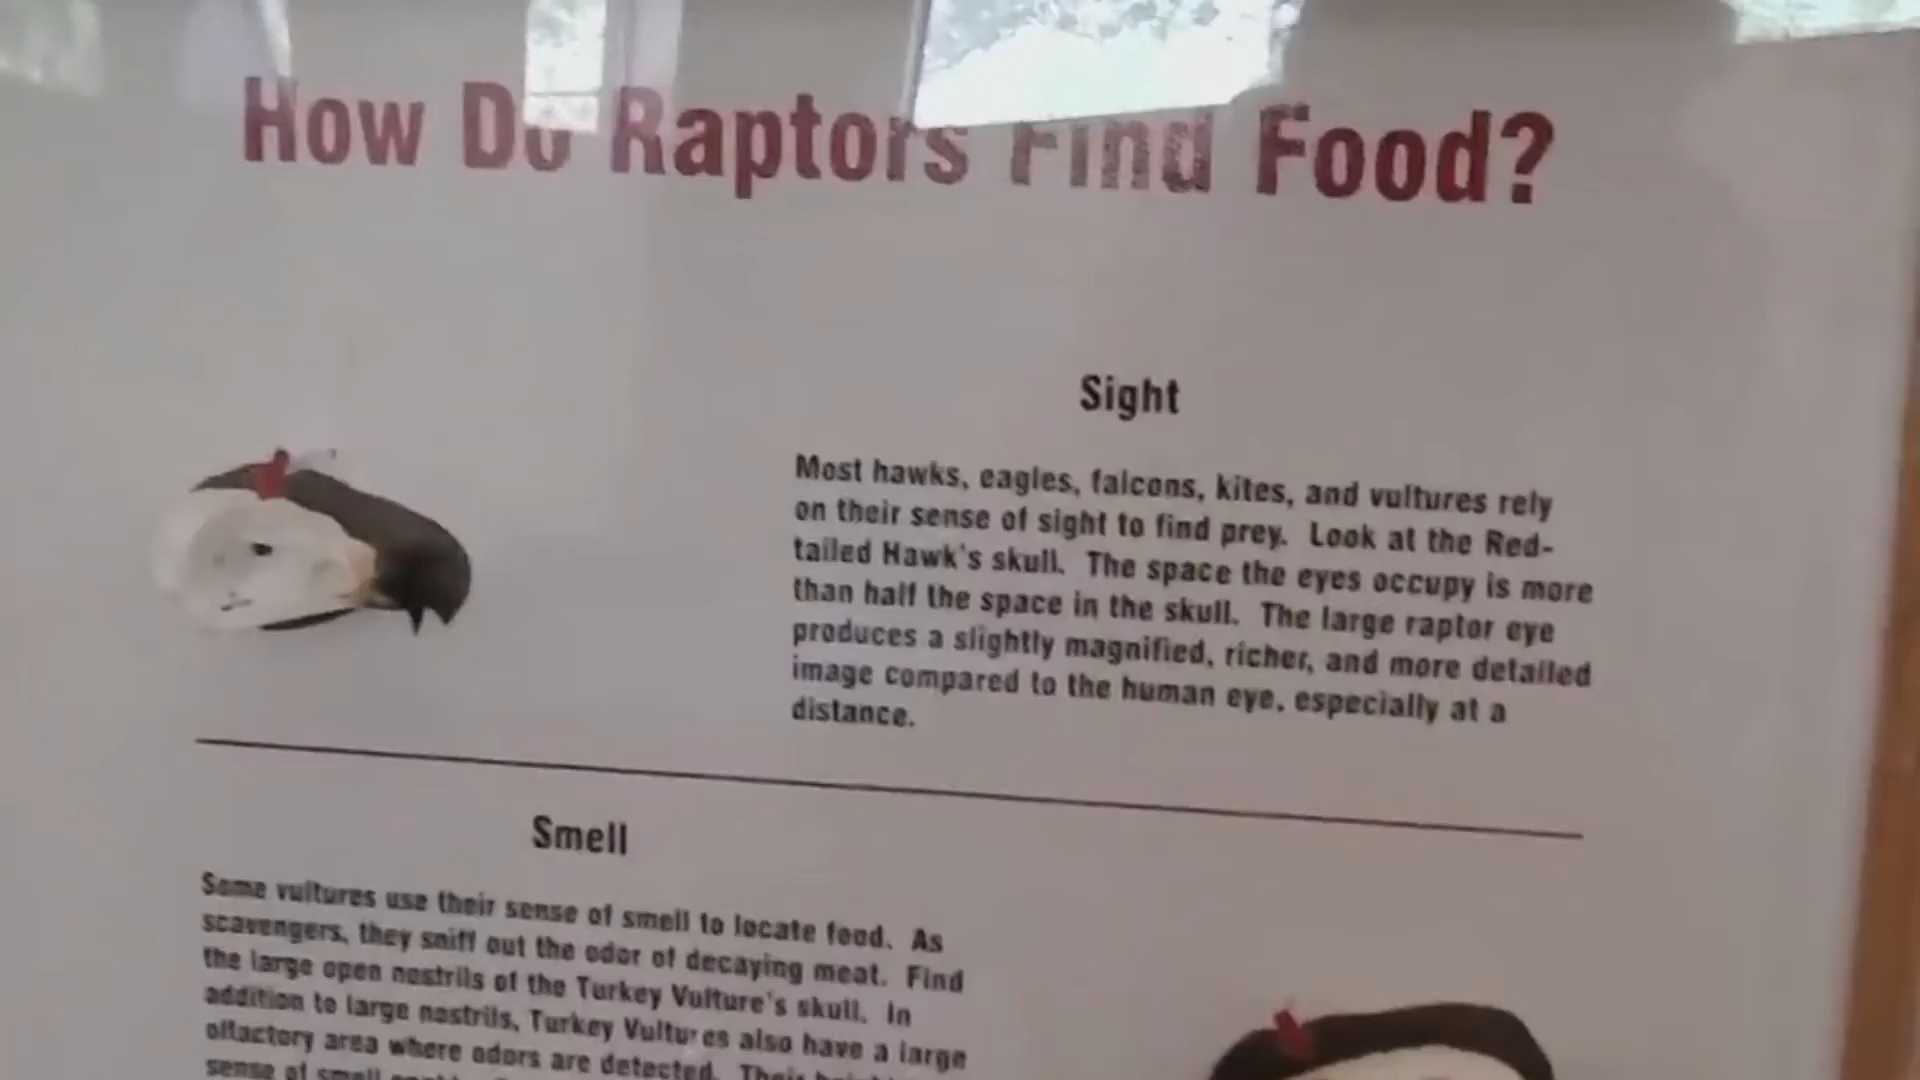 How Do Raptors Find Food?
Sight
Most hawks, eagles, falcons, kites, and vultures rely
on their sense of sight to find prey. Look at the Red-
tailed Hawk's skull. The space the eyes occupy is more
than half the space in the skull. The large raptor eye
produces a slightly magnified, richer, and more detailed
image compared to the human eye, especially at a
distance.
Smell
Some vultures use their sense of smell to locate food. As
scavengers, they sniff out the odor of decaying meat. Find
the large open nostrils of the Turkey Vulture's skull. In
addition to large nostrils, Turkey Vultures also have a large
olfactory area where odors are detected. Their
sense of smell